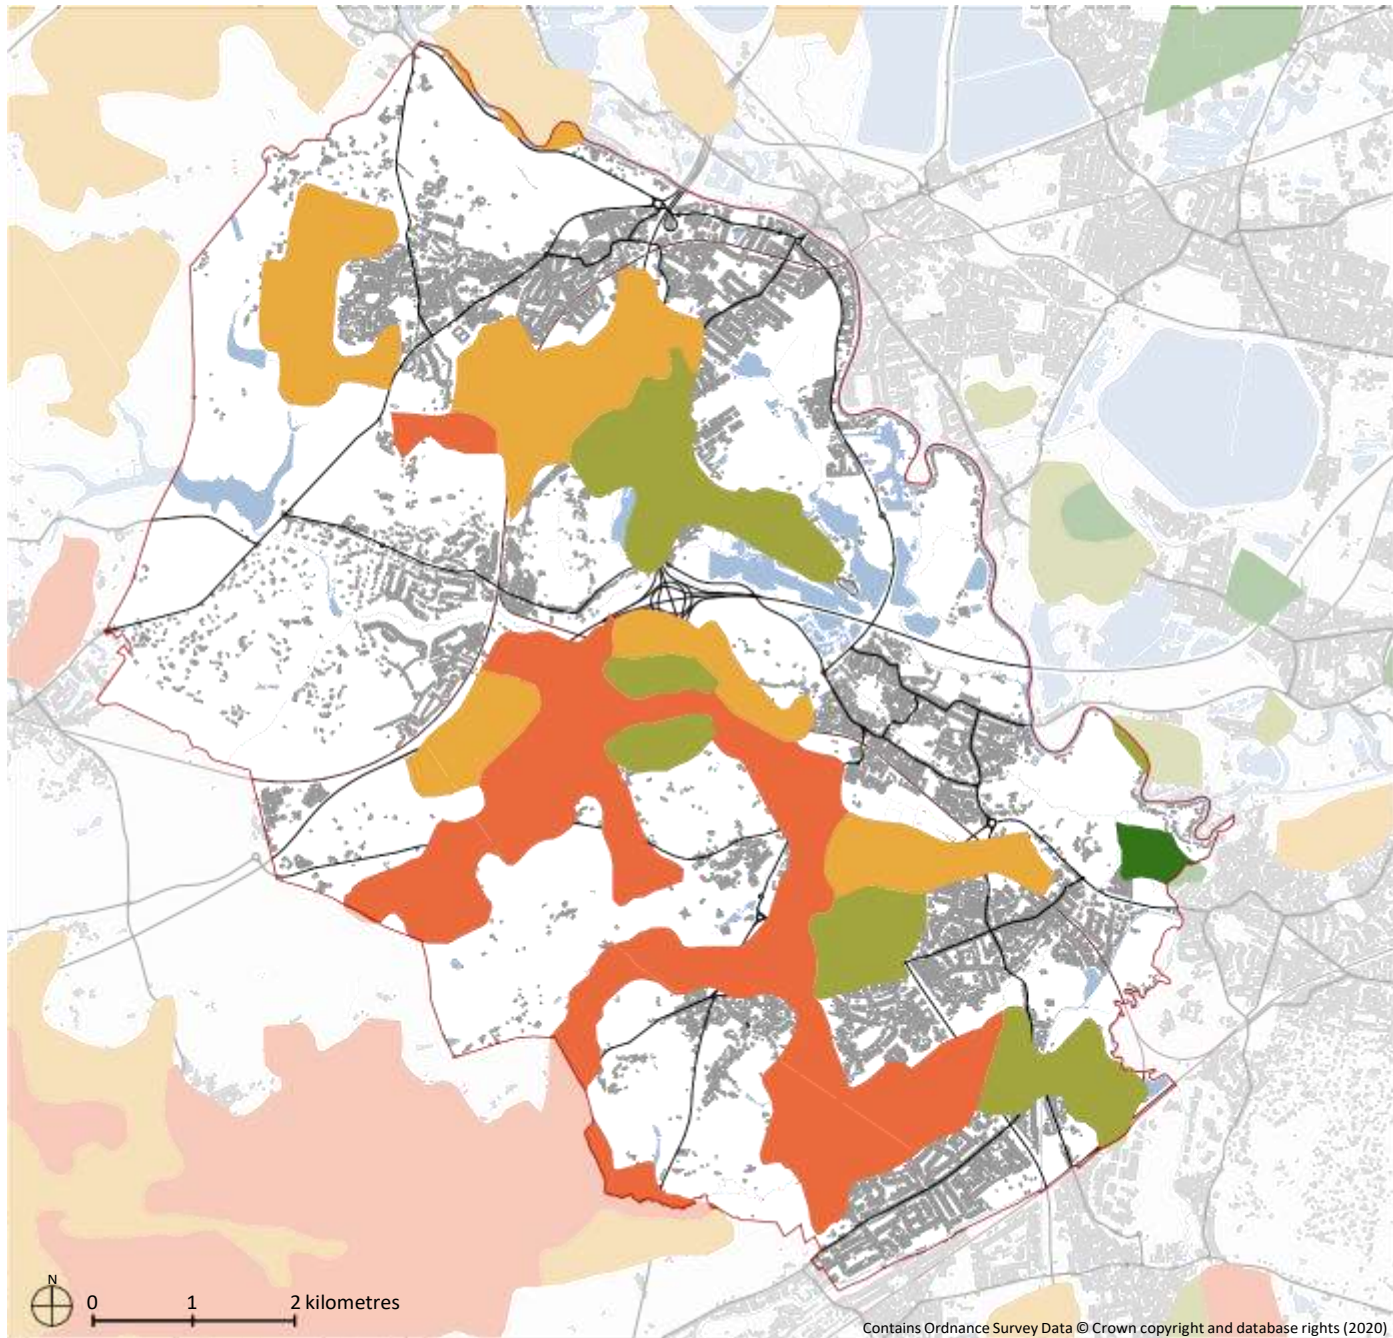 N
0 1 2 kilometres
Contains Ordnance Survey Data © Crown copyright and database rights (2020)